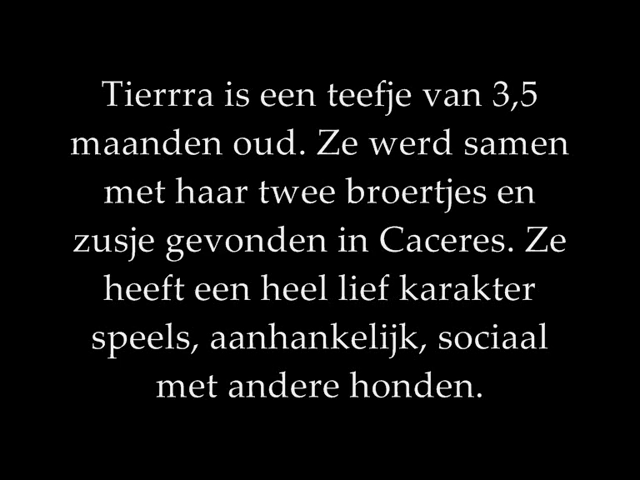 Tierrra is een teefje van 3,5
maanden oud. Ze werd samen
met haar twee broertjes en
zusje gevonden in Caceres. Ze
heeft een heel lief karakter
speels, aanhankelijk, sociaal
met andere honden.